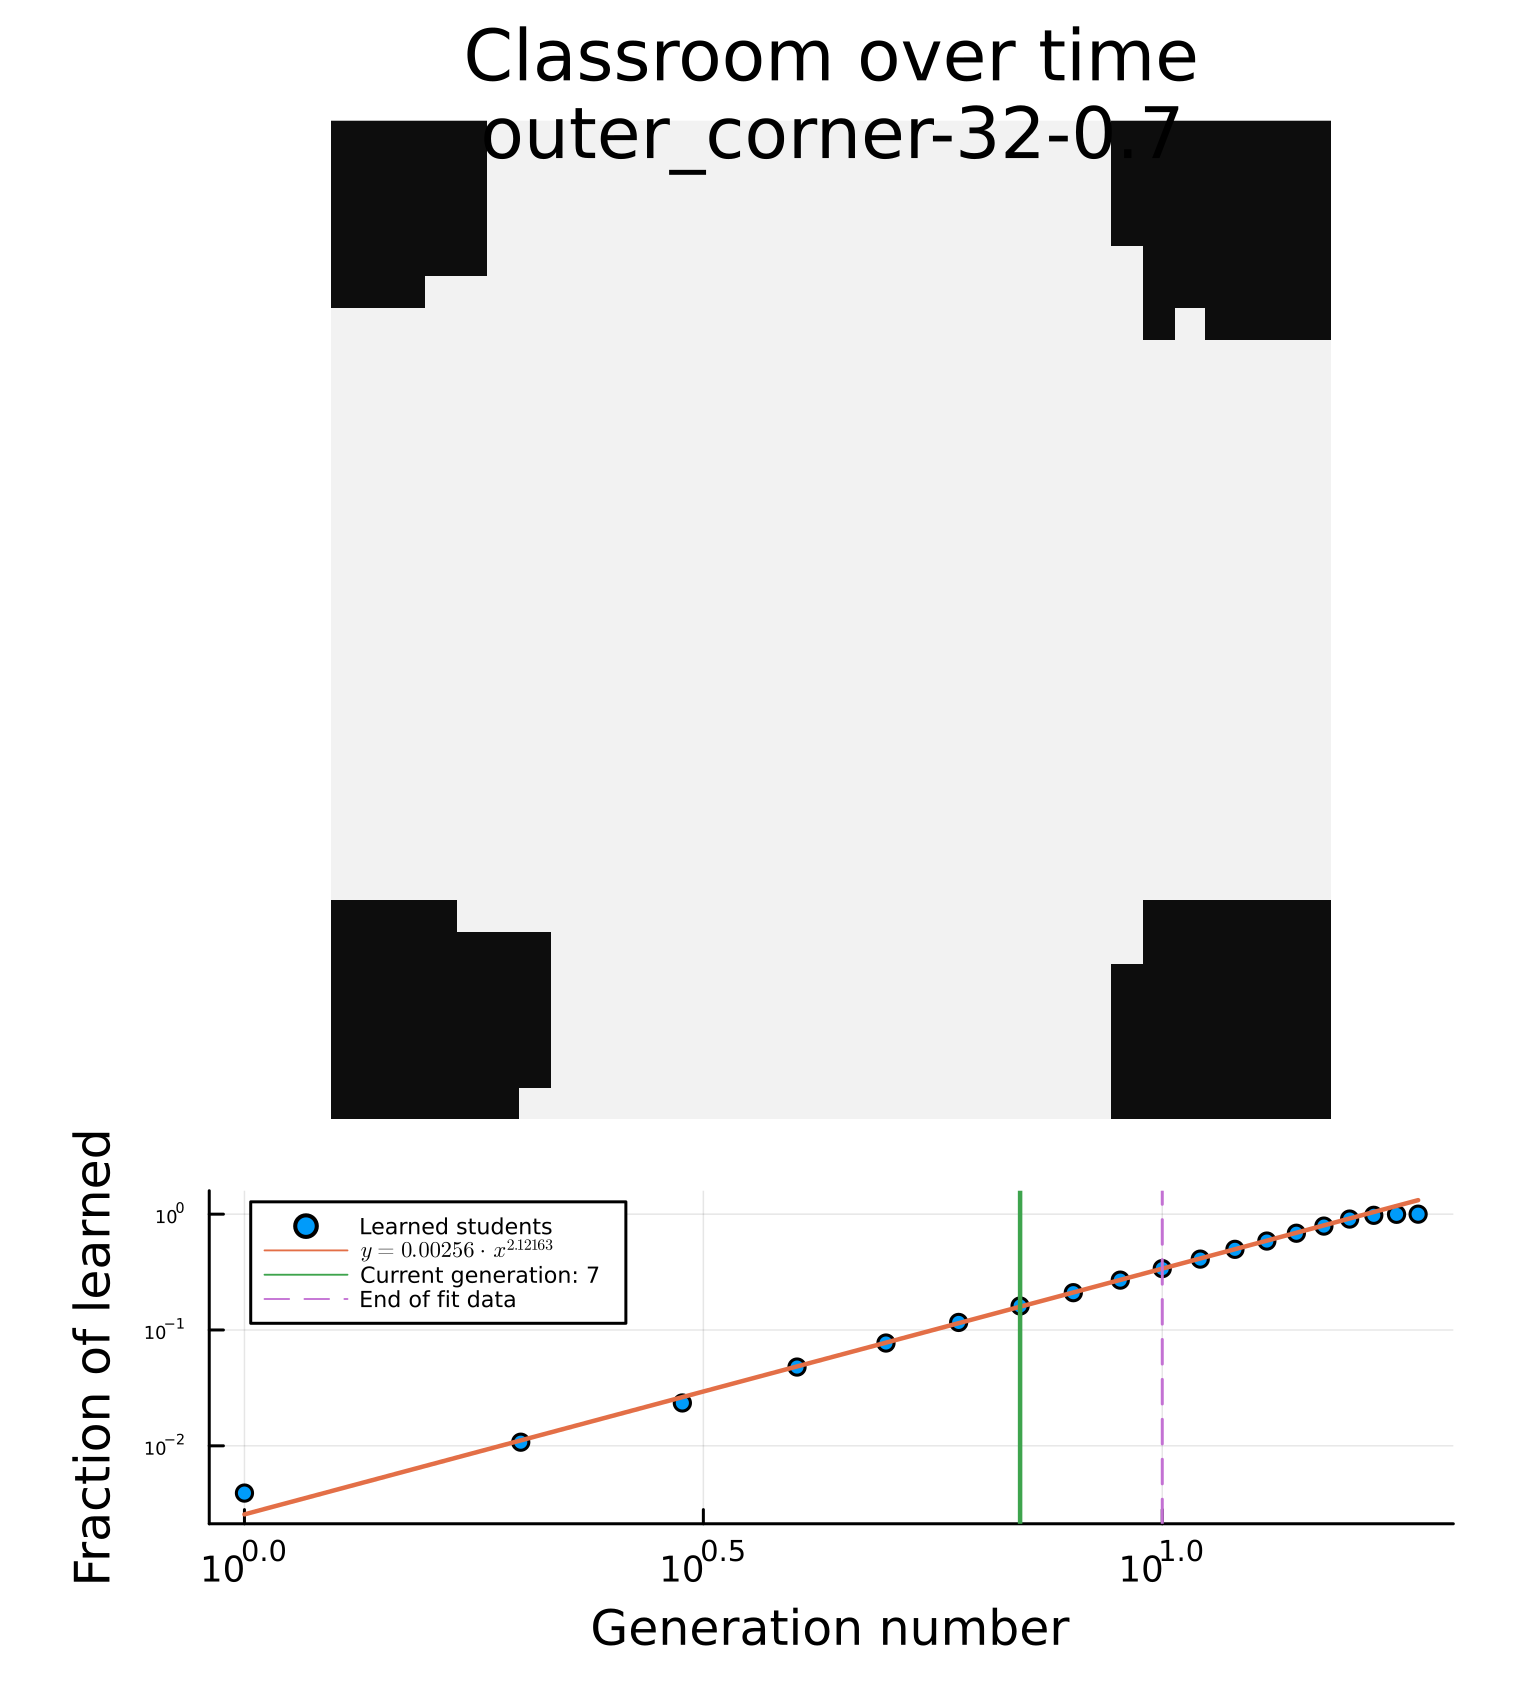 Classroom over time
outer_corner-32-0.7
Fraction of learned
10^0
10^−1
10^−2
Learned students
y = 0.00256 · x^2.12163
Current generation: 7
End of fit data
10^0.0
10^0.5
10^1.0
Generation number